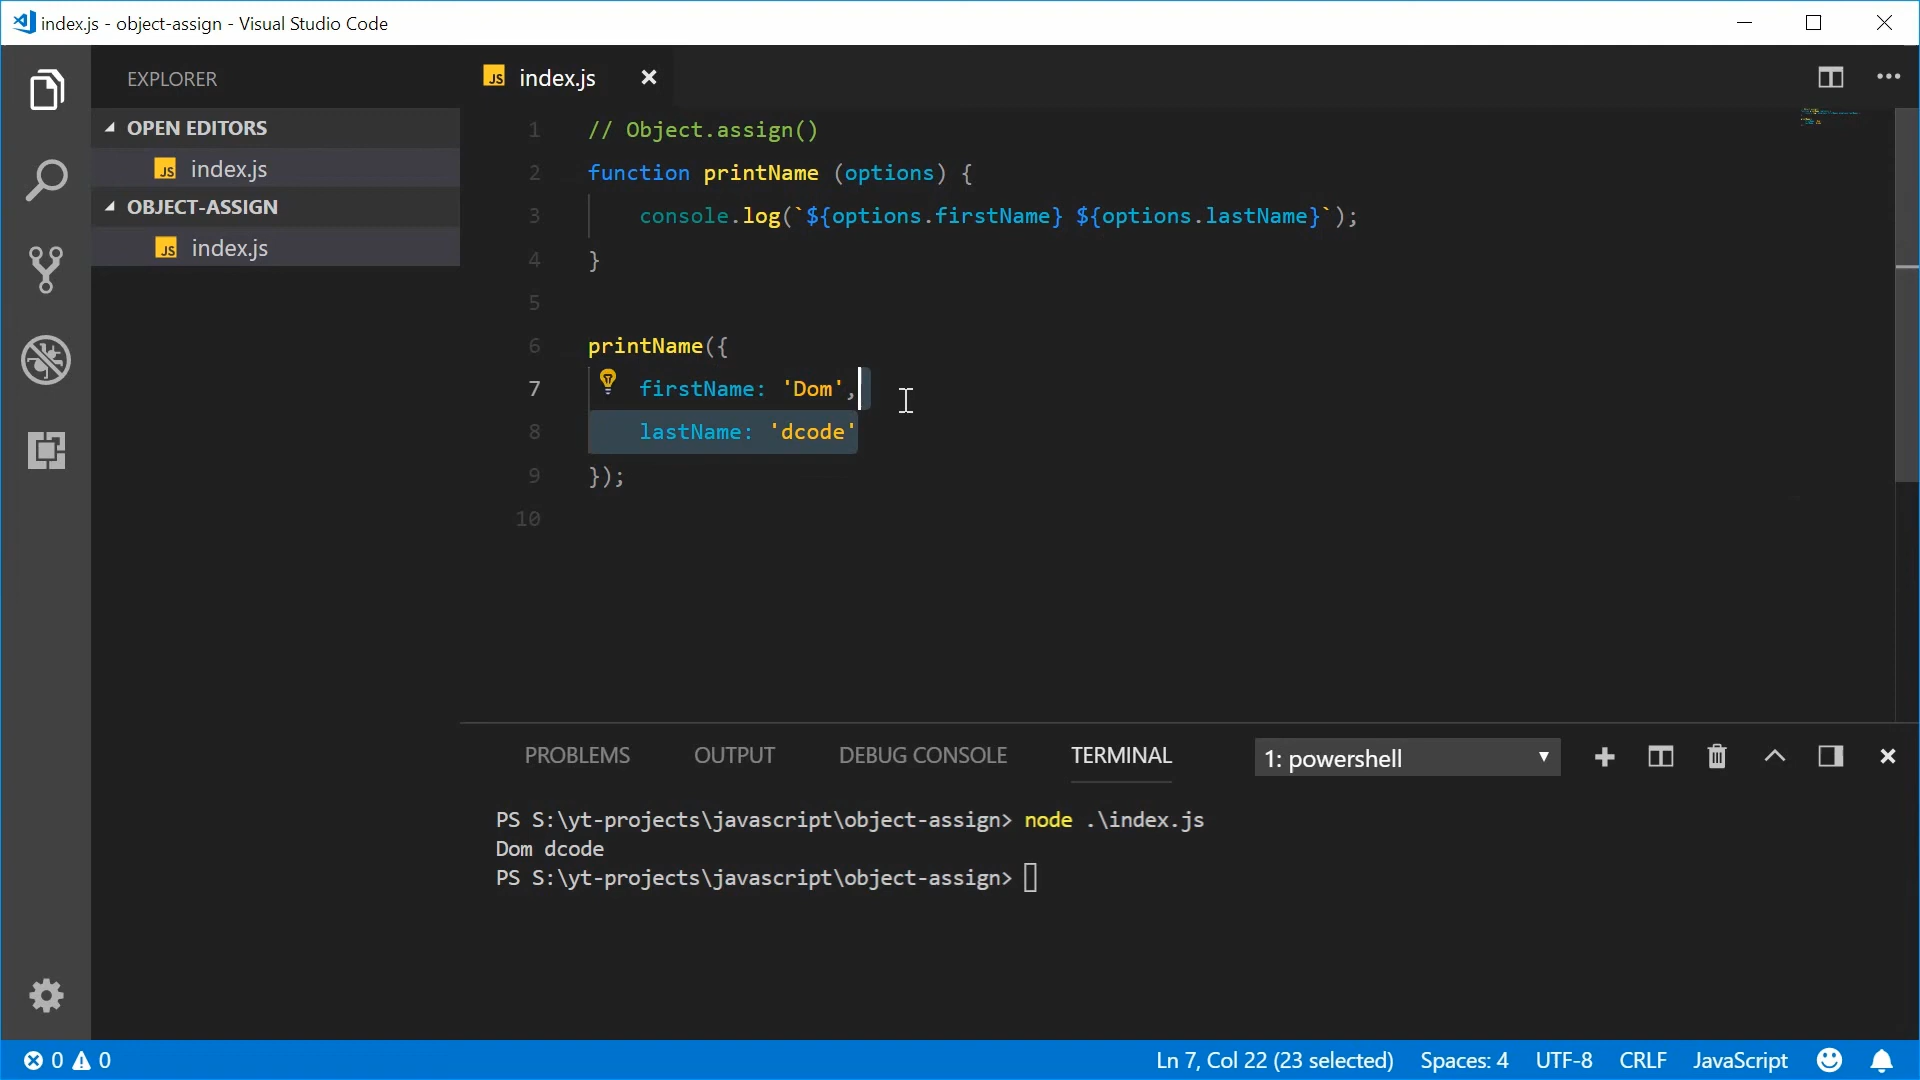 index.js - object-assign - Visual Studio Code
EXPLORER
OPEN EDITORS
JS index.js
OBJECT-ASSIGN
JS index.js
JS index.js
1 // Object.assign()
2 function printName (options) {
3     console.log(`${options.firstName} ${options.lastName}`);
4 }
5
6 printName({
7     firstName: 'Dom',
8     lastName: 'dcode'
9 });
10
PROBLEMS OUTPUT DEBUG CONSOLE TERMINAL 1: powershell
PS S:\yt-projects\javascript\object-assign> node .\index.js
Dom dcode
PS S:\yt-projects\javascript\object-assign>
0 0 Ln 7, Col 22 (23 selected) Spaces: 4 UTF-8 CRLF JavaScript